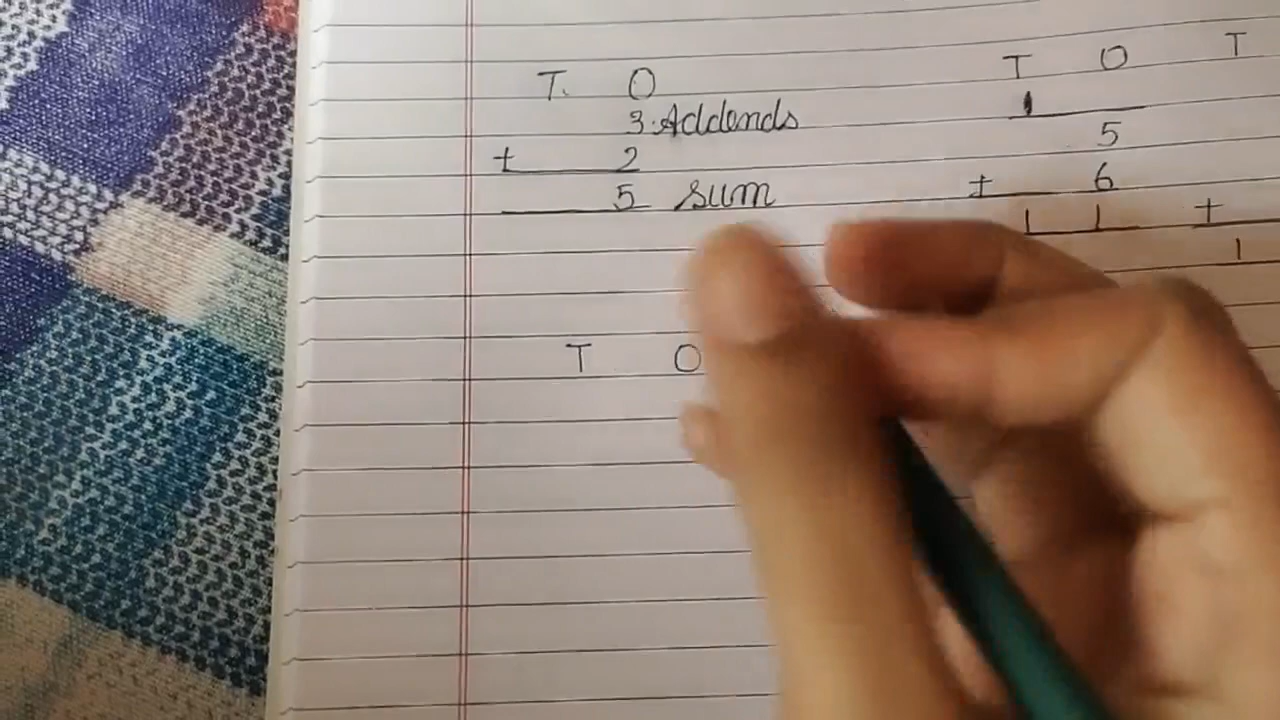 T. O
3. Addends
+ 2
5 sum
T O
1
5
+ 6
1 1
T
+
1
T O